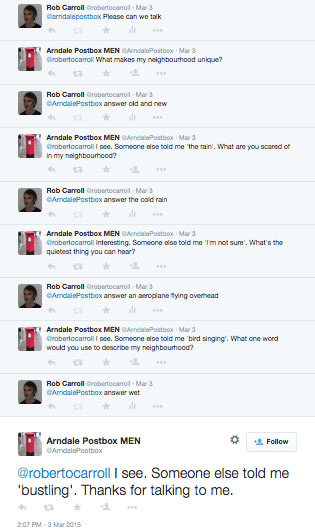 Rob Carroll @robertocarroll · Mar 3
@arndalepostbox Please can we talk
Arndale Postbox MEN @ArndalePostbox · Mar 3
@robertocarroll What makes my neighbourhood unique?
Rob Carroll @robertocarroll · Mar 3
@ArndalePostbox answer old and new
Arndale Postbox MEN @ArndalePostbox · Mar 3
@robertocarroll I see. Someone else told me 'the rain'. What are you scared of
in my neighbourhood?
Rob Carroll @robertocarroll · Mar 3
@ArndalePostbox answer the cold rain
Arndale Postbox MEN @ArndalePostbox · Mar 3
@robertocarroll Interesting. Someone else told me 'I'm not sure'. What's the
quietest thing you can hear?
Rob Carroll @robertocarroll · Mar 3
@ArndalePostbox answer an aeroplane flying overhead
Arndale Postbox MEN @ArndalePostbox · Mar 3
@robertocarroll I see. Someone else told me 'bird singing'. What one word
would you use to describe my neighbourhood?
Rob Carroll @robertocarroll · Mar 3
@ArndalePostbox answer wet
Arndale Postbox MEN
@ArndalePostbox
Follow
@robertocarroll I see. Someone else told me
'bustling'. Thanks for talking to me.
2:07 PM - 3 Mar 2015